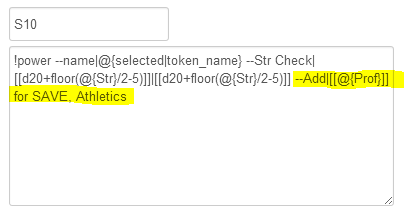 S10
!power --name|@{selected|token_name} --Str Check|
[[d20+floor(@{Str}/2-5)]]|[[d20+floor(@{Str}/2-5)]] --Add|[[@{Prof}]]
for SAVE, Athletics